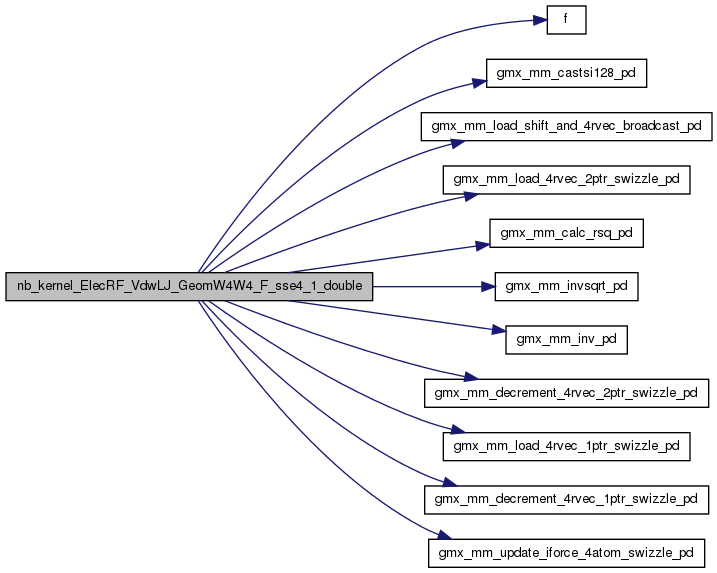 f
gmx_mm_castsi128_pd
gmx_mm_load_shift_and_4rvec_broadcast_pd
gmx_mm_load_4rvec_2ptr_swizzle_pd
gmx_mm_calc_rsq_pd
nb_kernel_ElecRF_VdwLJ_GeomW4W4_F_sse4_1_double
gmx_mm_invsqrt_pd
gmx_mm_inv_pd
gmx_mm_decrement_4rvec_2ptr_swizzle_pd
gmx_mm_load_4rvec_1ptr_swizzle_pd
gmx_mm_decrement_4rvec_1ptr_swizzle_pd
gmx_mm_update_iforce_4atom_swizzle_pd